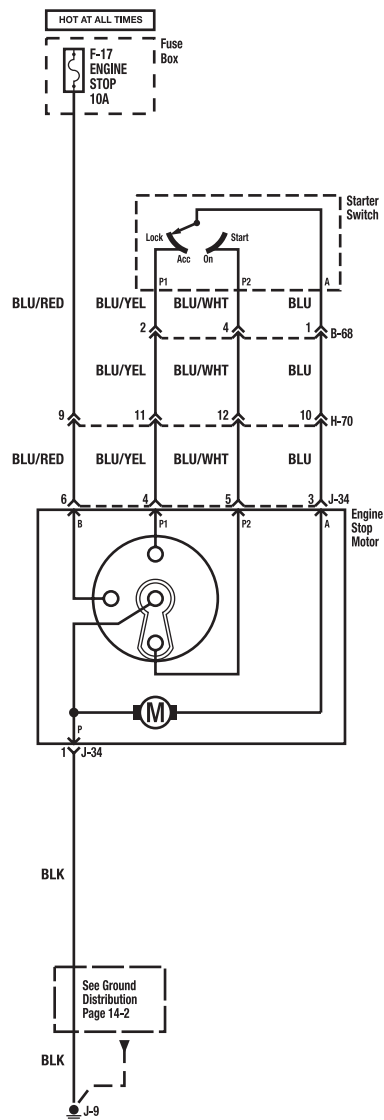 HOT AT ALL TIMES
F-17
ENGINE
STOP
10A
Fuse
Box
Starter
Switch
Lock
Start
Acc
On
P1
P2
A
BLU/RED
BLU/YEL
BLU/WHT
BLU
2
4
1
B-68
BLU/YEL
BLU/WHT
BLU
9
11
12
10
H-70
BLU/RED
BLU/YEL
BLU/WHT
BLU
6
4
5
3
J-34
B
P1
P2
A
Engine
Stop
Motor
M
P
1
J-34
BLK
See Ground
Distribution
Page 14-2
BLK
J-9